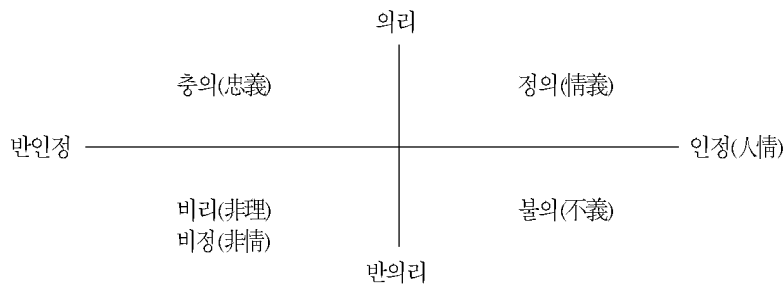 의리
충의(忠義) 정의(情義)
반인정 인정(人情)
비리(非理) 불의(不義)
비정(非情)
반의리